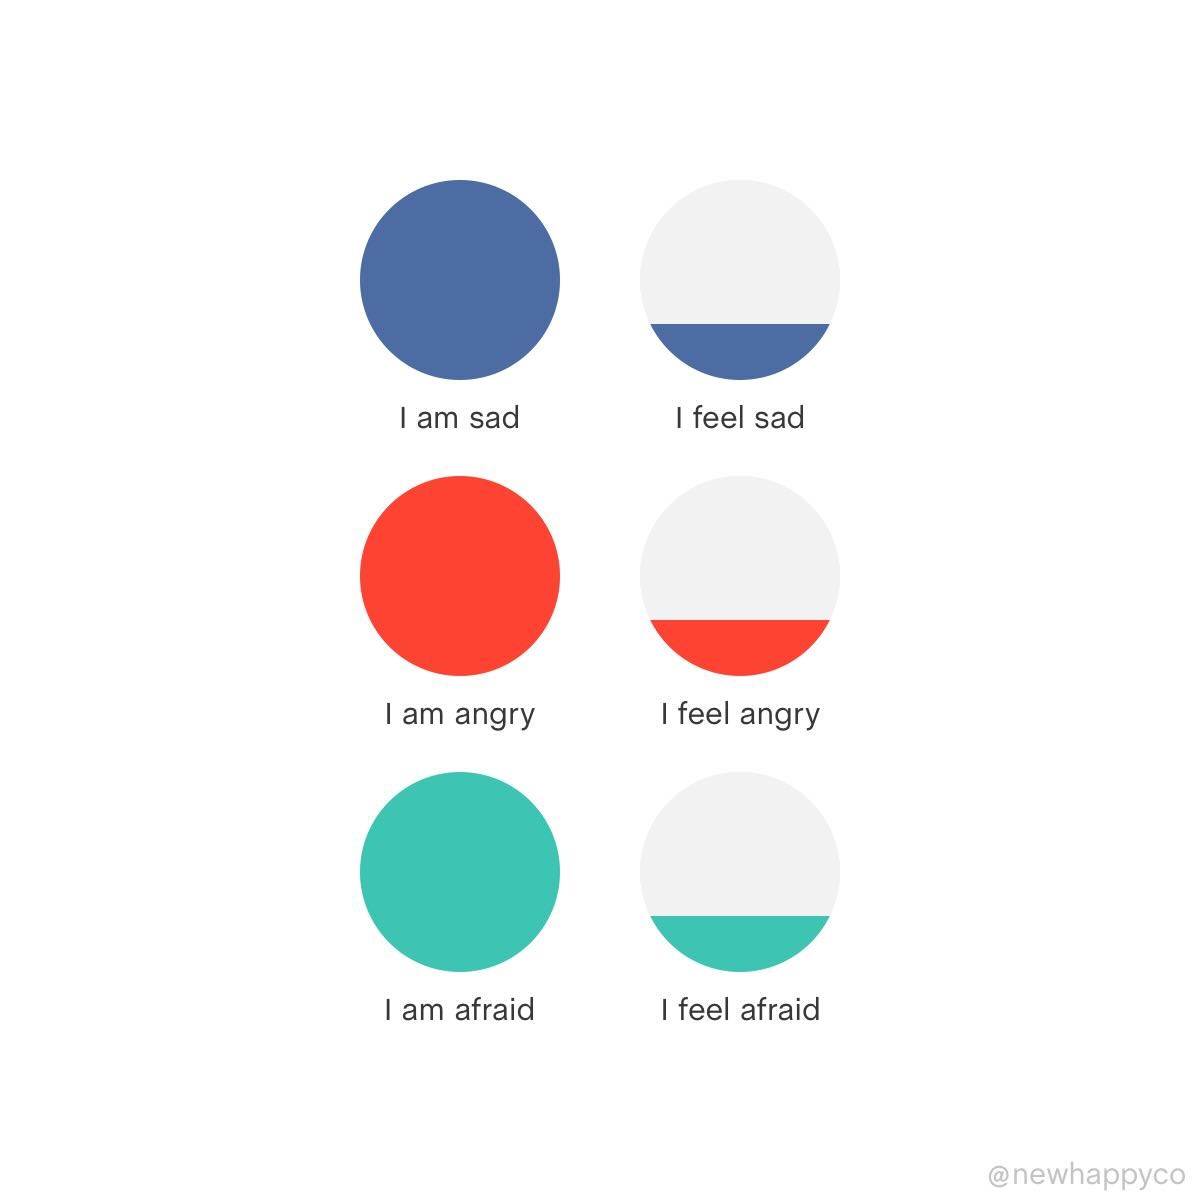 I am sad
I feel sad
I am angry
I feel angry
I am afraid
I feel afraid
@newhappyco